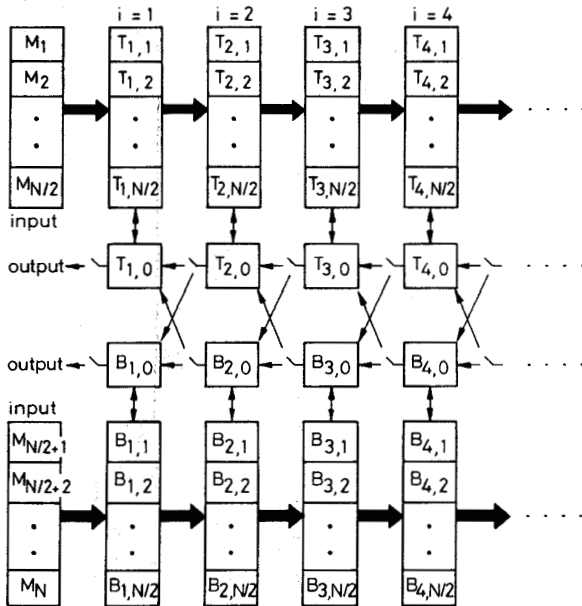 i = 1 i = 2 i = 3 i = 4
M1 T1,1 T2,1 T3,1 T4,1
M2 T1,2 T2,2 T3,2 T4,2
MN/2 T1,N/2 T2,N/2 T3,N/2 T4,N/2
input
output T1,0 T2,0 T3,0 T4,0
output B1,0 B2,0 B3,0 B4,0
input
MN/2+1 B1,1 B2,1 B3,1 B4,1
MN/2+2 B1,2 B2,2 B3,2 B4,2
MN B1,N/2 B2,N/2 B3,N/2 B4,N/2